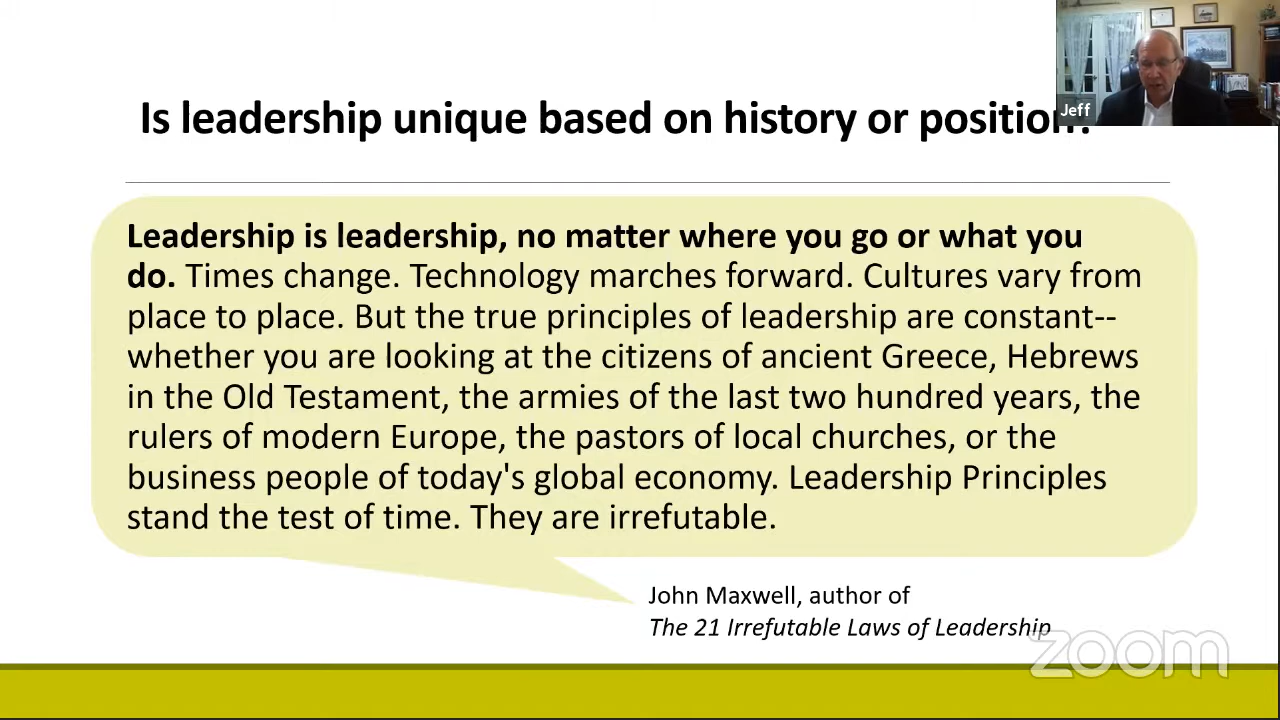 Is leadership unique based on history or position?
Jeff
Leadership is leadership, no matter where you go or what you
do. Times change. Technology marches forward. Cultures vary from
place to place. But the true principles of leadership are constant--
whether you are looking at the citizens of ancient Greece, Hebrews
in the Old Testament, the armies of the last two hundred years, the
rulers of modern Europe, the pastors of local churches, or the
business people of today's global economy. Leadership Principles
stand the test of time. They are irrefutable.
John Maxwell, author of
The 21 Irrefutable Laws of Leadership
zoom